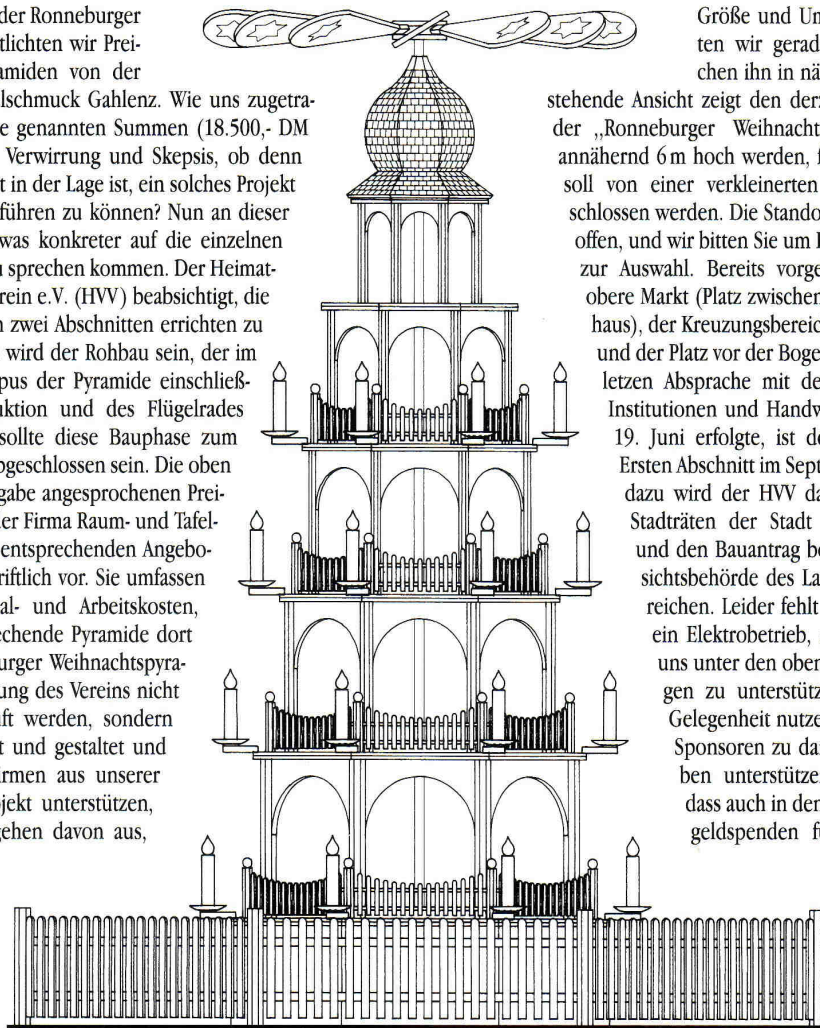 der Ronneburger
tlichten wir Prei-
amiden von der
lschmuck Gahlenz. Wie uns zugetra-
e genannten Summen (18.500,- DM
Verwirrung und Skepsis, ob denn
t in der Lage ist, ein solches Projekt
führen zu können? Nun an dieser
was konkreter auf die einzelnen
u sprechen kommen. Der Heimat-
rein e.V. (HVV) beabsichtigt, die
n zwei Abschnitten errichten zu
wird der Rohbau sein, der im
pus der Pyramide einschließ-
uktion und des Flügelrades
sollte diese Bauphase zum
bgeschlossen sein. Die oben
gabe angesprochenen Prei-
der Firma Raum- und Tafel-
entsprechenden Angebo-
riftlich vor. Sie umfassen
al- und Arbeitskosten,
echende Pyramide dort
burger Weihnachtspyra-
ung des Vereins nicht
ft werden, sondern
t und gestaltet und
rmen aus unserer
jekt unterstützen,
gehen davon aus,
Größe und Un
ten wir gerad
chen ihn in nä
stehende Ansicht zeigt den derz
der „Ronneburger Weihnacht
annähernd 6 m hoch werden, f
soll von einer verkleinerten
schlossen werden. Die Stando
offen, und wir bitten Sie um
zur Auswahl. Bereits vorge
obere Markt (Platz zwischen
haus), der Kreuzungsbereic
und der Platz vor der Boge
letzen Absprache mit de
Institutionen und Handw
19. Juni erfolgte, ist de
Ersten Abschnitt im Sept
dazu wird der HVV da
Stadträten der Stadt
und den Bauantrag be
sichtsbehörde des La
reichen. Leider fehlt
ein Elektrobetrieb,
uns unter den oben
gen zu unterstütz
Gelegenheit nutze
Sponsoren zu da
ben unterstütze
dass auch in den
geldspenden fü